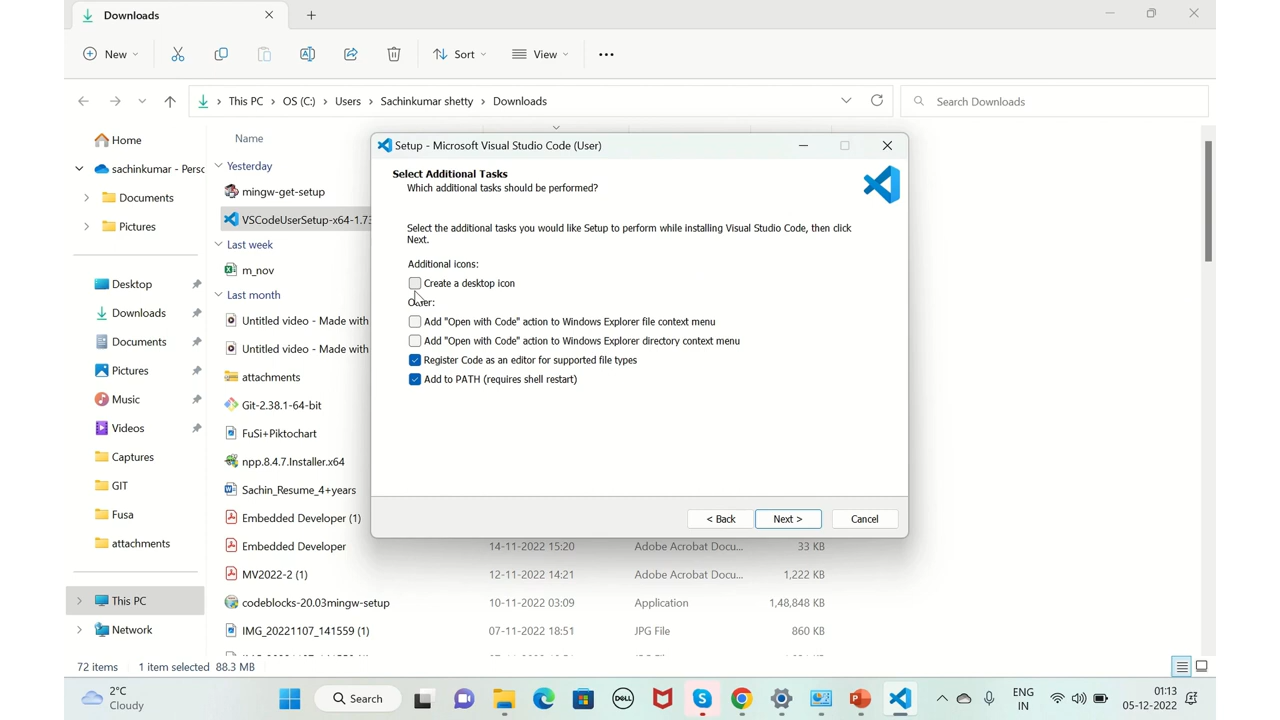 Downloads
New
Sort
View
This PC
OS (C:)
Users
Sachinkumar shetty
Downloads
Search Downloads
Home
sachinkumar - Persc
Documents
Pictures
Desktop
Downloads
Documents
Pictures
Music
Videos
Captures
GIT
Fusa
attachments
This PC
Network
Name
Yesterday
mingw-get-setup
VSCodeUserSetup-x64-1.73
Last week
m_nov
Last month
Untitled video - Made with
Untitled video - Made with
attachments
Git-2.38.1-64-bit
FuSi+Piktochart
npp.8.4.7.Installer.x64
Sachin_Resume_4+years
Embedded Developer (1)
Embedded Developer 14-11-2022 15:20 Adobe Acrobat Docu... 33 KB
MV2022-2 (1) 12-11-2022 14:21 Adobe Acrobat Docu... 1,222 KB
codeblocks-20.03mingw-setup 10-11-2022 03:09 Application 1,48,848 KB
IMG_20221107_141559 (1) 07-11-2022 18:51 JPG File 860 KB
Setup - Microsoft Visual Studio Code (User)
Select Additional Tasks
Which additional tasks should be performed?
Select the additional tasks you would like Setup to perform while installing Visual Studio Code, then click
Next.
Additional icons:
Create a desktop icon
Other:
Add "Open with Code" action to Windows Explorer file context menu
Add "Open with Code" action to Windows Explorer directory context menu
Register Code as an editor for supported file types
Add to PATH (requires shell restart)
< Back
Next >
Cancel
72 items
1 item selected 88.3 MB
2°C
Cloudy
Search
DELL
ENG
IN
01:13
05-12-2022